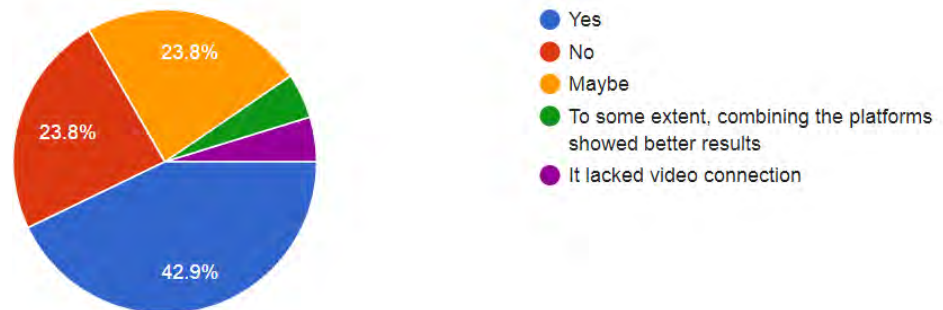 23.8%
23.8%
42.9%
Yes
No
Maybe
To some extent, combining the platforms
showed better results
It lacked video connection